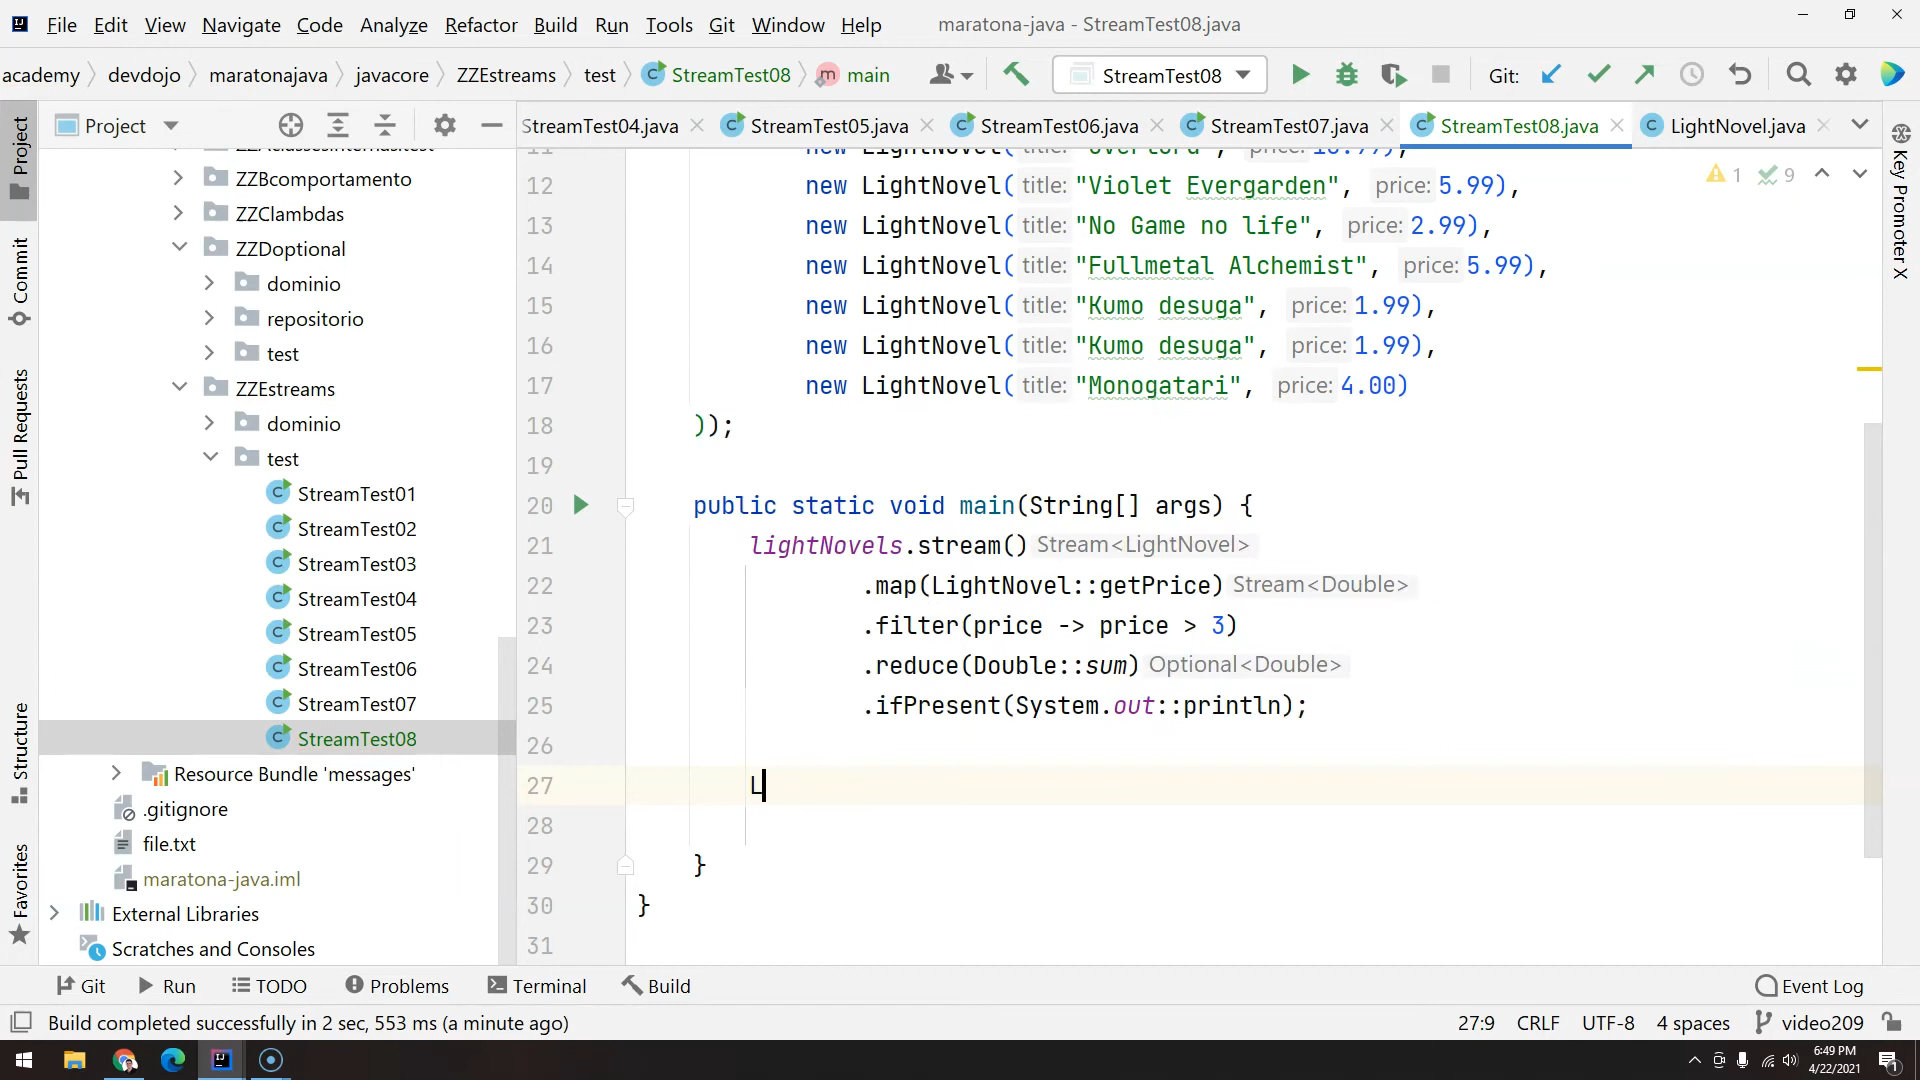 File Edit View Navigate Code Analyze Refactor Build Run Tools Git Window Help maratona-java - StreamTest08.java
academy devdojo maratonajava javacore ZZEstreams test StreamTest08 main StreamTest08 Git:
Project StreamTest04.java StreamTest05.java StreamTest06.java StreamTest07.java StreamTest08.java LightNovel.java
Project
Commit
Pull Requests
Structure
Favorites
Key Promoter X
ZZBcomportamento
ZZClambdas
ZZDoptional
dominio
repositorio
test
ZZEstreams
dominio
test
StreamTest01
StreamTest02
StreamTest03
StreamTest04
StreamTest05
StreamTest06
StreamTest07
StreamTest08
Resource Bundle 'messages'
.gitignore
file.txt
maratona-java.iml
External Libraries
Scratches and Consoles
1 9
12 new LightNovel( title: "Violet Evergarden", price: 5.99),
13 new LightNovel( title: "No Game no life", price: 2.99),
14 new LightNovel( title: "Fullmetal Alchemist", price: 5.99),
15 new LightNovel( title: "Kumo desuga", price: 1.99),
16 new LightNovel( title: "Kumo desuga", price: 1.99),
17 new LightNovel( title: "Monogatari", price: 4.00)
18 ));
19
20 public static void main(String[] args) {
21 lightNovels.stream() Stream<LightNovel>
22 .map(LightNovel::getPrice) Stream<Double>
23 .filter(price -> price > 3)
24 .reduce(Double::sum) Optional<Double>
25 .ifPresent(System.out::println);
26
27 L
28
29 }
30 }
31
Git Run TODO Problems Terminal Build Event Log
Build completed successfully in 2 sec, 553 ms (a minute ago) 27:9 CRLF UTF-8 4 spaces video209
6:49 PM
4/22/2021
1